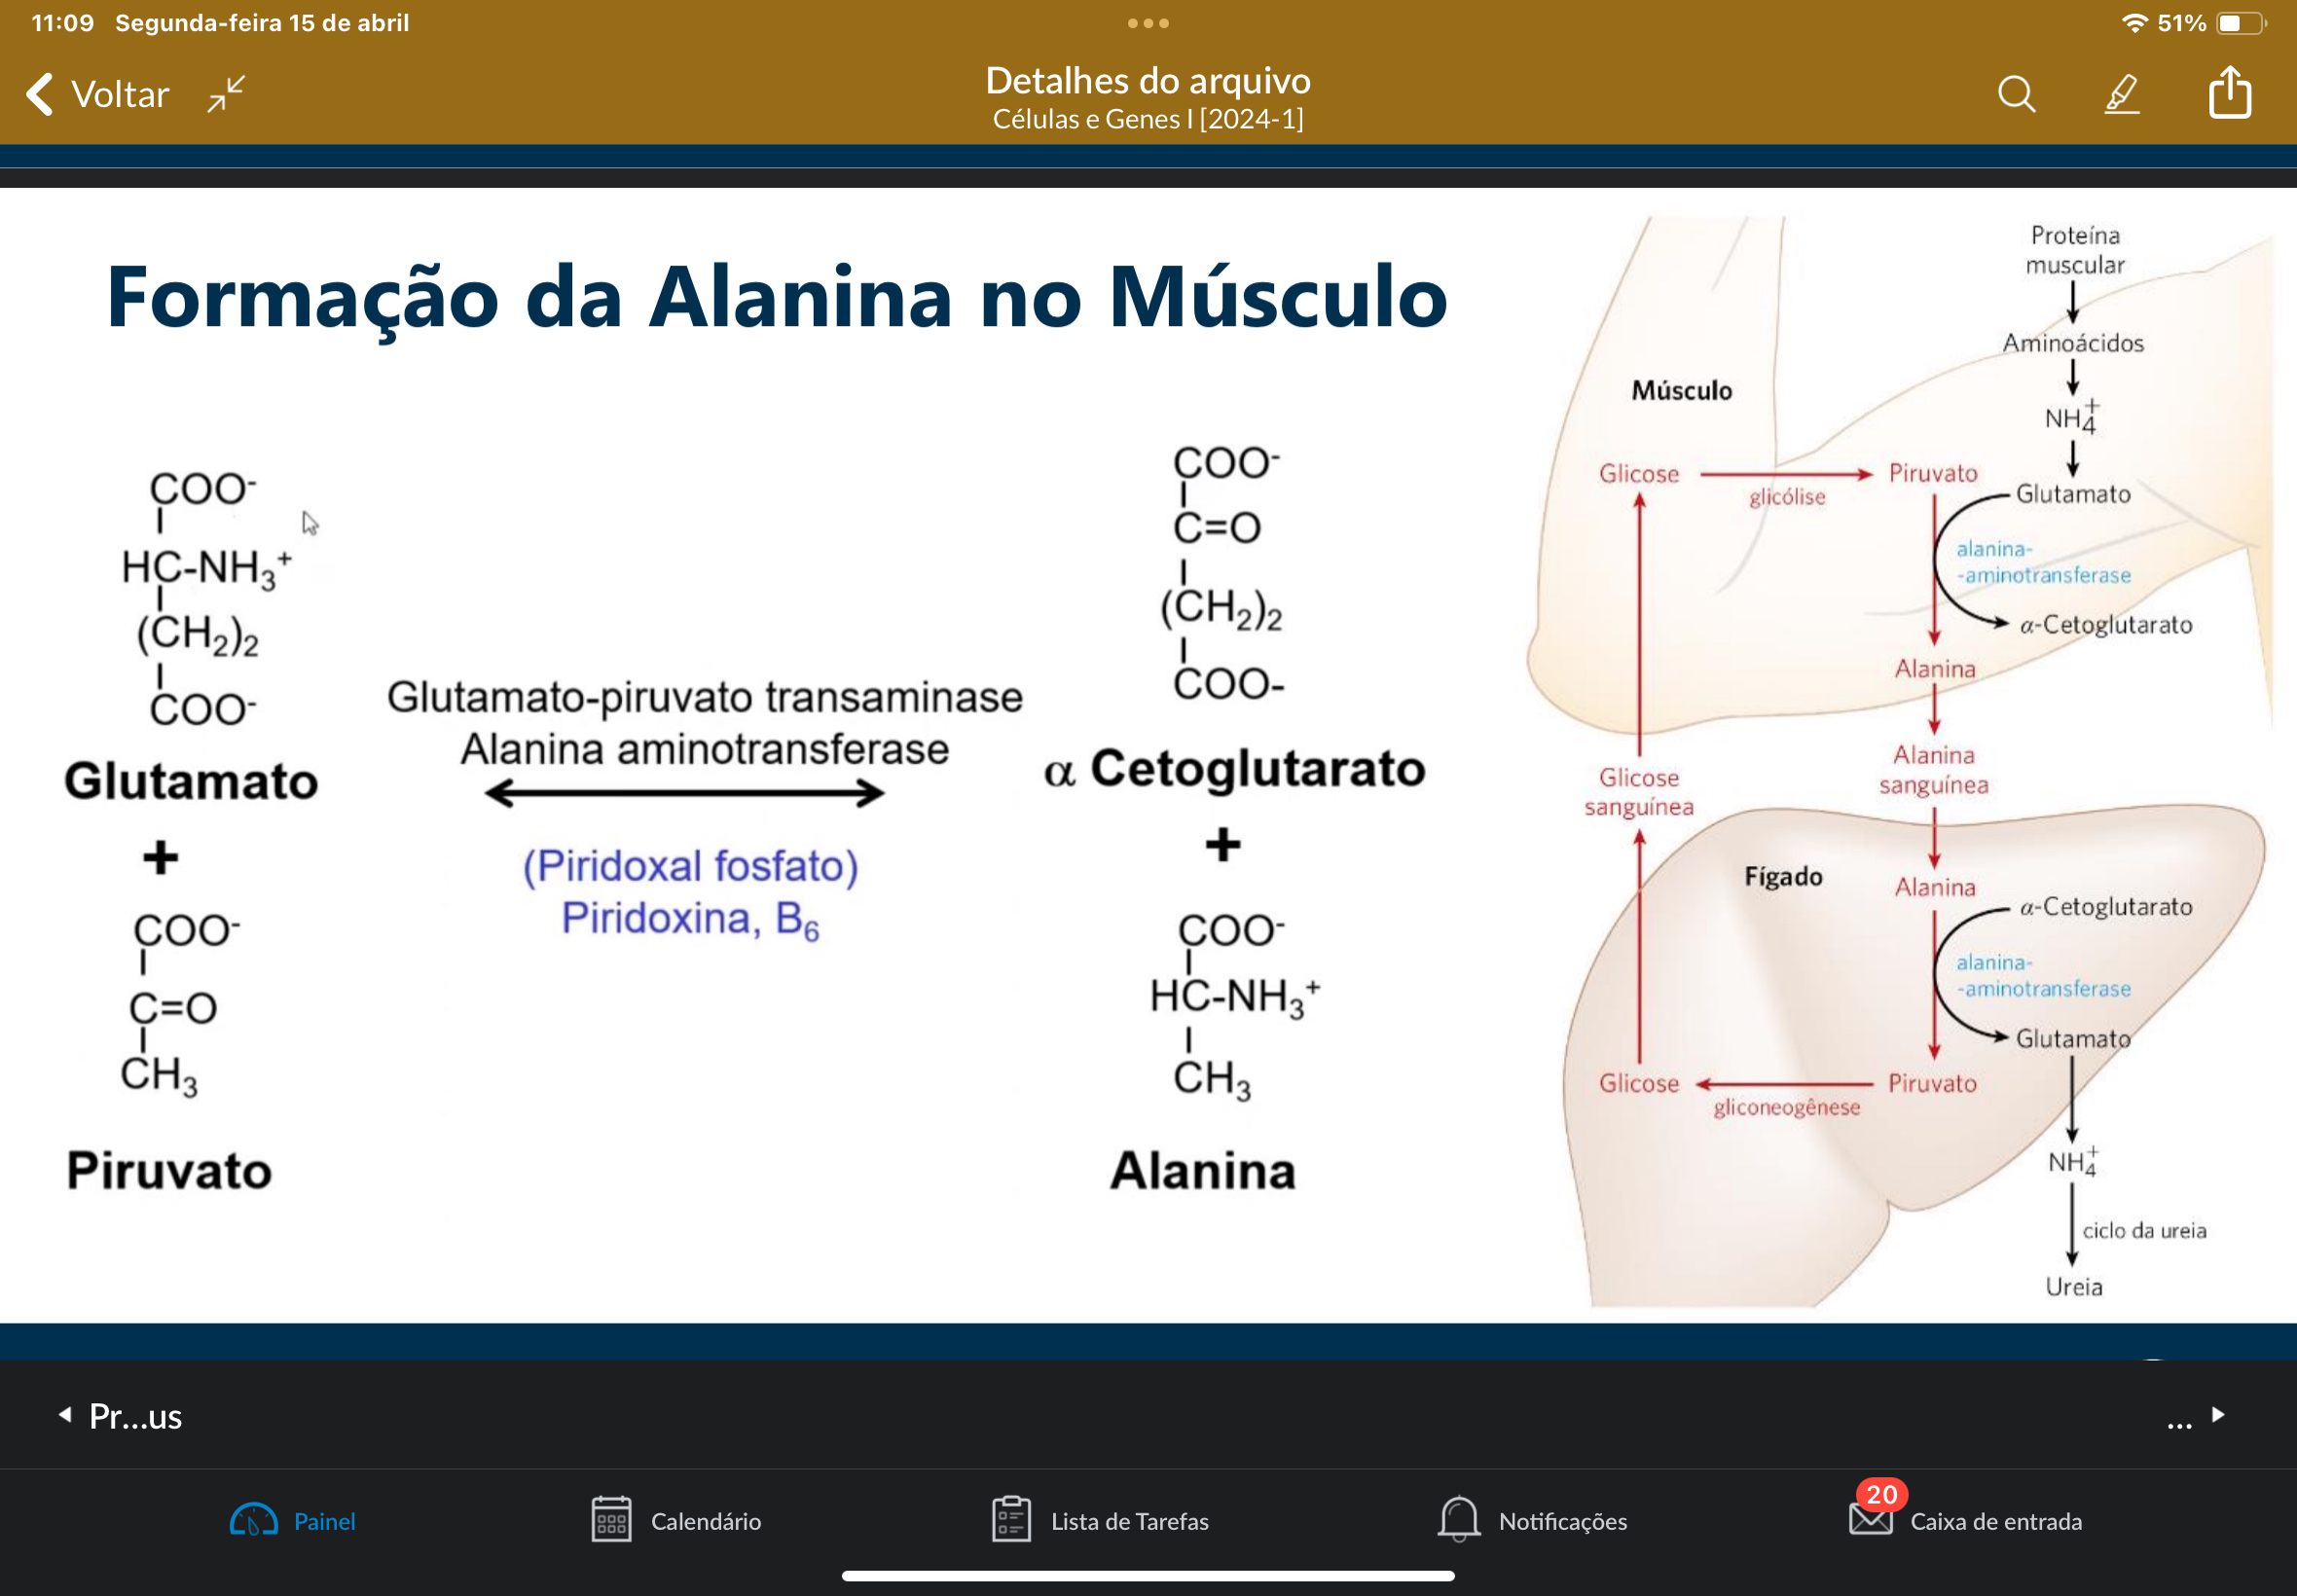 11:09 Segunda-feira 15 de abril
51%
Voltar
Detalhes do arquivo
Células e Genes I [2024-1]
Formação da Alanina no Músculo
COO⁻
HC-NH₃⁺
(CH₂)₂
COO⁻
Glutamato
+
COO⁻
C=O
CH₃
Piruvato
Glutamato-piruvato transaminase
Alanina aminotransferase
(Piridoxal fosfato)
Piridoxina, B₆
COO⁻
C=O
(CH₂)₂
COO-
α Cetoglutarato
+
COO⁻
HC-NH₃⁺
CH₃
Alanina
Proteína
muscular
Aminoácidos
NH₄⁺
Músculo
Glicose
glicólise
Piruvato
Glutamato
alanina-
-aminotransferase
α-Cetoglutarato
Alanina
Alanina
sanguínea
Glicose
sanguínea
Fígado
Alanina
α-Cetoglutarato
alanina-
-aminotransferase
Glutamato
Glicose
gliconeogênese
Piruvato
NH₄⁺
ciclo da ureia
Ureia
Pr...us
...
Painel
Calendário
Lista de Tarefas
Notificações
20
Caixa de entrada